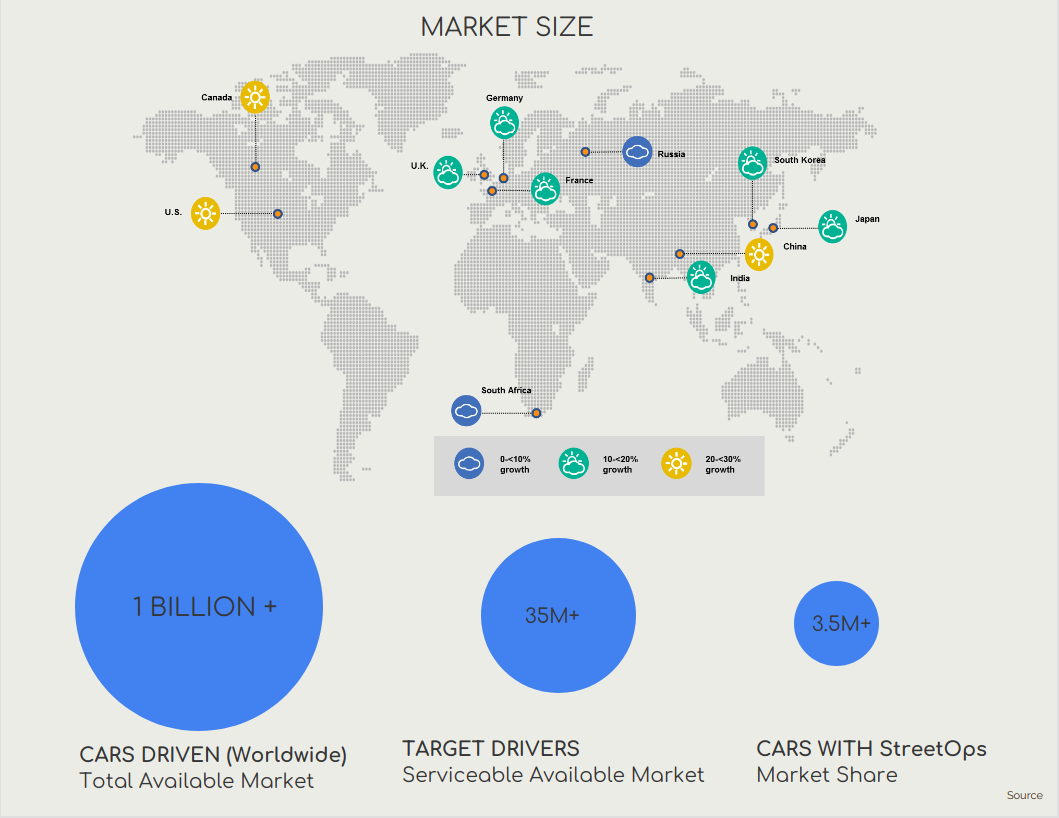 MARKET SIZE
Canada
Germany
U.K.
Russia
South Korea
France
U.S.
Japan
China
India
South Africa
0-<10%
growth
10-<20%
growth
20-<30%
growth
1 BILLION +
35M+
3.5M+
CARS DRIVEN (Worldwide)
Total Available Market
TARGET DRIVERS
Serviceable Available Market
CARS WITH StreetOps
Market Share
Source